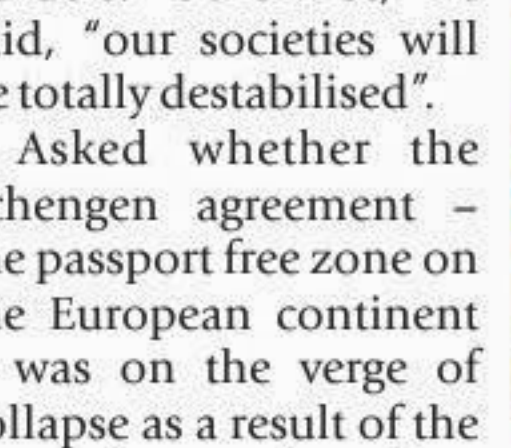 id, “our societies will
e totally destabilised”.
Asked whether the
chengen agreement –
e passport free zone on
e European continent
was on the verge of
ollapse as a result of the